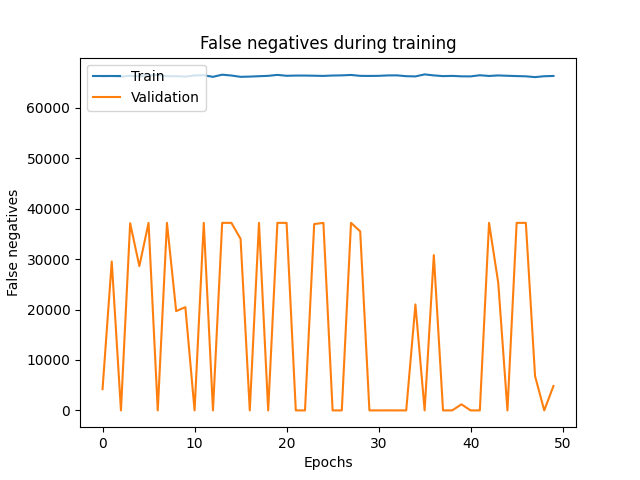 False negatives during training
Train
Validation
60000
50000
40000
30000
20000
10000
0
False negatives
0 10 20 30 40 50
Epochs